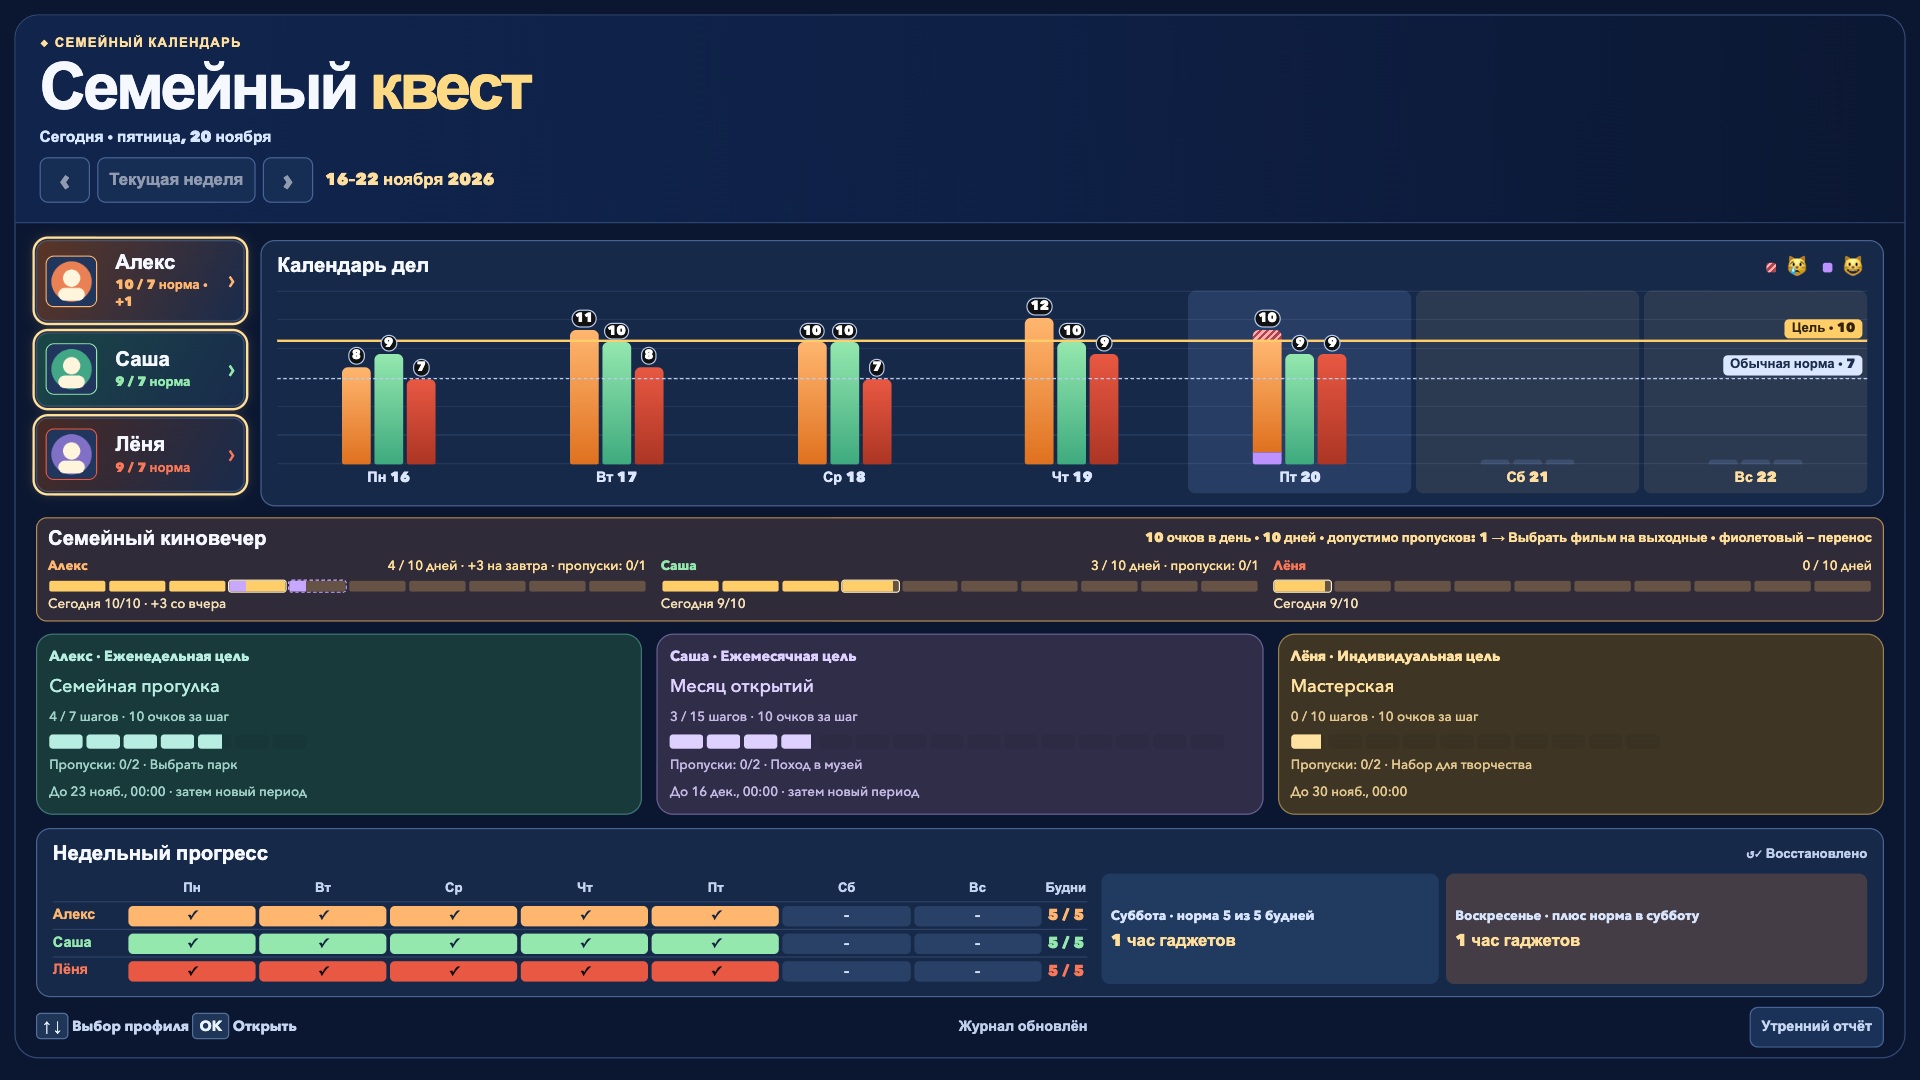 ◆ СЕМЕЙНЫЙ КАЛЕНДАРЬ
Семейный квест
Сегодня • пятница, 20 ноября
‹ Текущая неделя › 16–22 ноября 2026
Алекс
10 / 7 норма •
+1
›
Саша
9 / 7 норма
›
Лёня
9 / 7 норма
›
Календарь дел
8 9 7
11 10 8
10 10 7
12 10 9
10 9 9
Цель • 10
Обычная норма • 7
Пн 16 Вт 17 Ср 18 Чт 19 Пт 20 Сб 21 Вс 22
Семейный киновечер
10 очков в день • 10 дней • допустимо пропусков: 1 → Выбрать фильм на выходные • фиолетовый – перенос
Алекс 4 / 10 дней · +3 на завтра · пропуски: 0/1
Сегодня 10/10 · +3 со вчера
Саша 3 / 10 дней · пропуски: 0/1
Сегодня 9/10
Лёня 0 / 10 дней
Сегодня 9/10
Алекс · Еженедельная цель
Семейная прогулка
4 / 7 шагов · 10 очков за шаг
Пропуски: 0/2 · Выбрать парк
До 23 нояб., 00:00 · затем новый период
Саша · Ежемесячная цель
Месяц открытий
3 / 15 шагов · 10 очков за шаг
Пропуски: 0/2 · Поход в музей
До 16 дек., 00:00 · затем новый период
Лёня · Индивидуальная цель
Мастерская
0 / 10 шагов · 10 очков за шаг
Пропуски: 0/2 · Набор для творчества
До 30 нояб., 00:00
Недельный прогресс
↺✓ Восстановлено
Пн Вт Ср Чт Пт Сб Вс Будни
Алекс ✓ ✓ ✓ ✓ ✓ - - 5 / 5
Саша ✓ ✓ ✓ ✓ ✓ - - 5 / 5
Лёня ✓ ✓ ✓ ✓ ✓ - - 5 / 5
Суббота · норма 5 из 5 будней
1 час гаджетов
Воскресенье · плюс норма в субботу
1 час гаджетов
↑↓ Выбор профиля OK Открыть
Журнал обновлён
Утренний отчёт